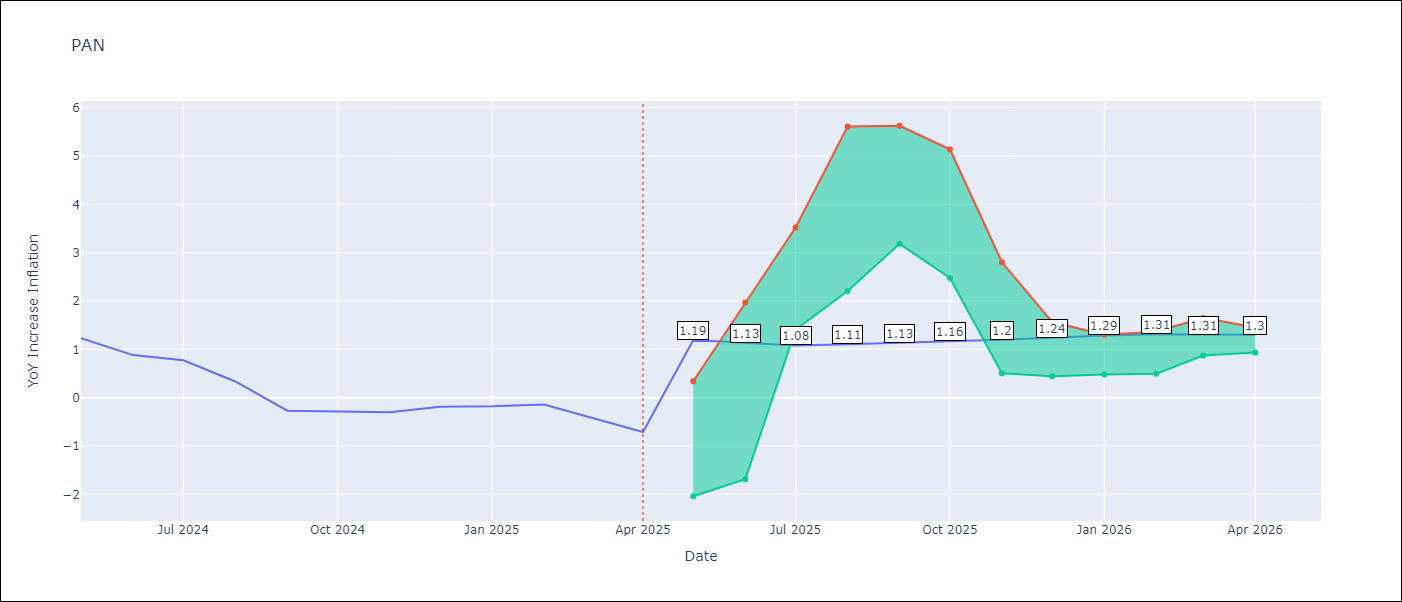 PAN
YoY Increase Inflation
6
5
4
3
2
1
0
−1
−2
1.19
1.13
1.08
1.11
1.13
1.16
1.2
1.24
1.29
1.31
1.31
1.3
Jul 2024
Oct 2024
Jan 2025
Apr 2025
Jul 2025
Oct 2025
Jan 2026
Apr 2026
Date